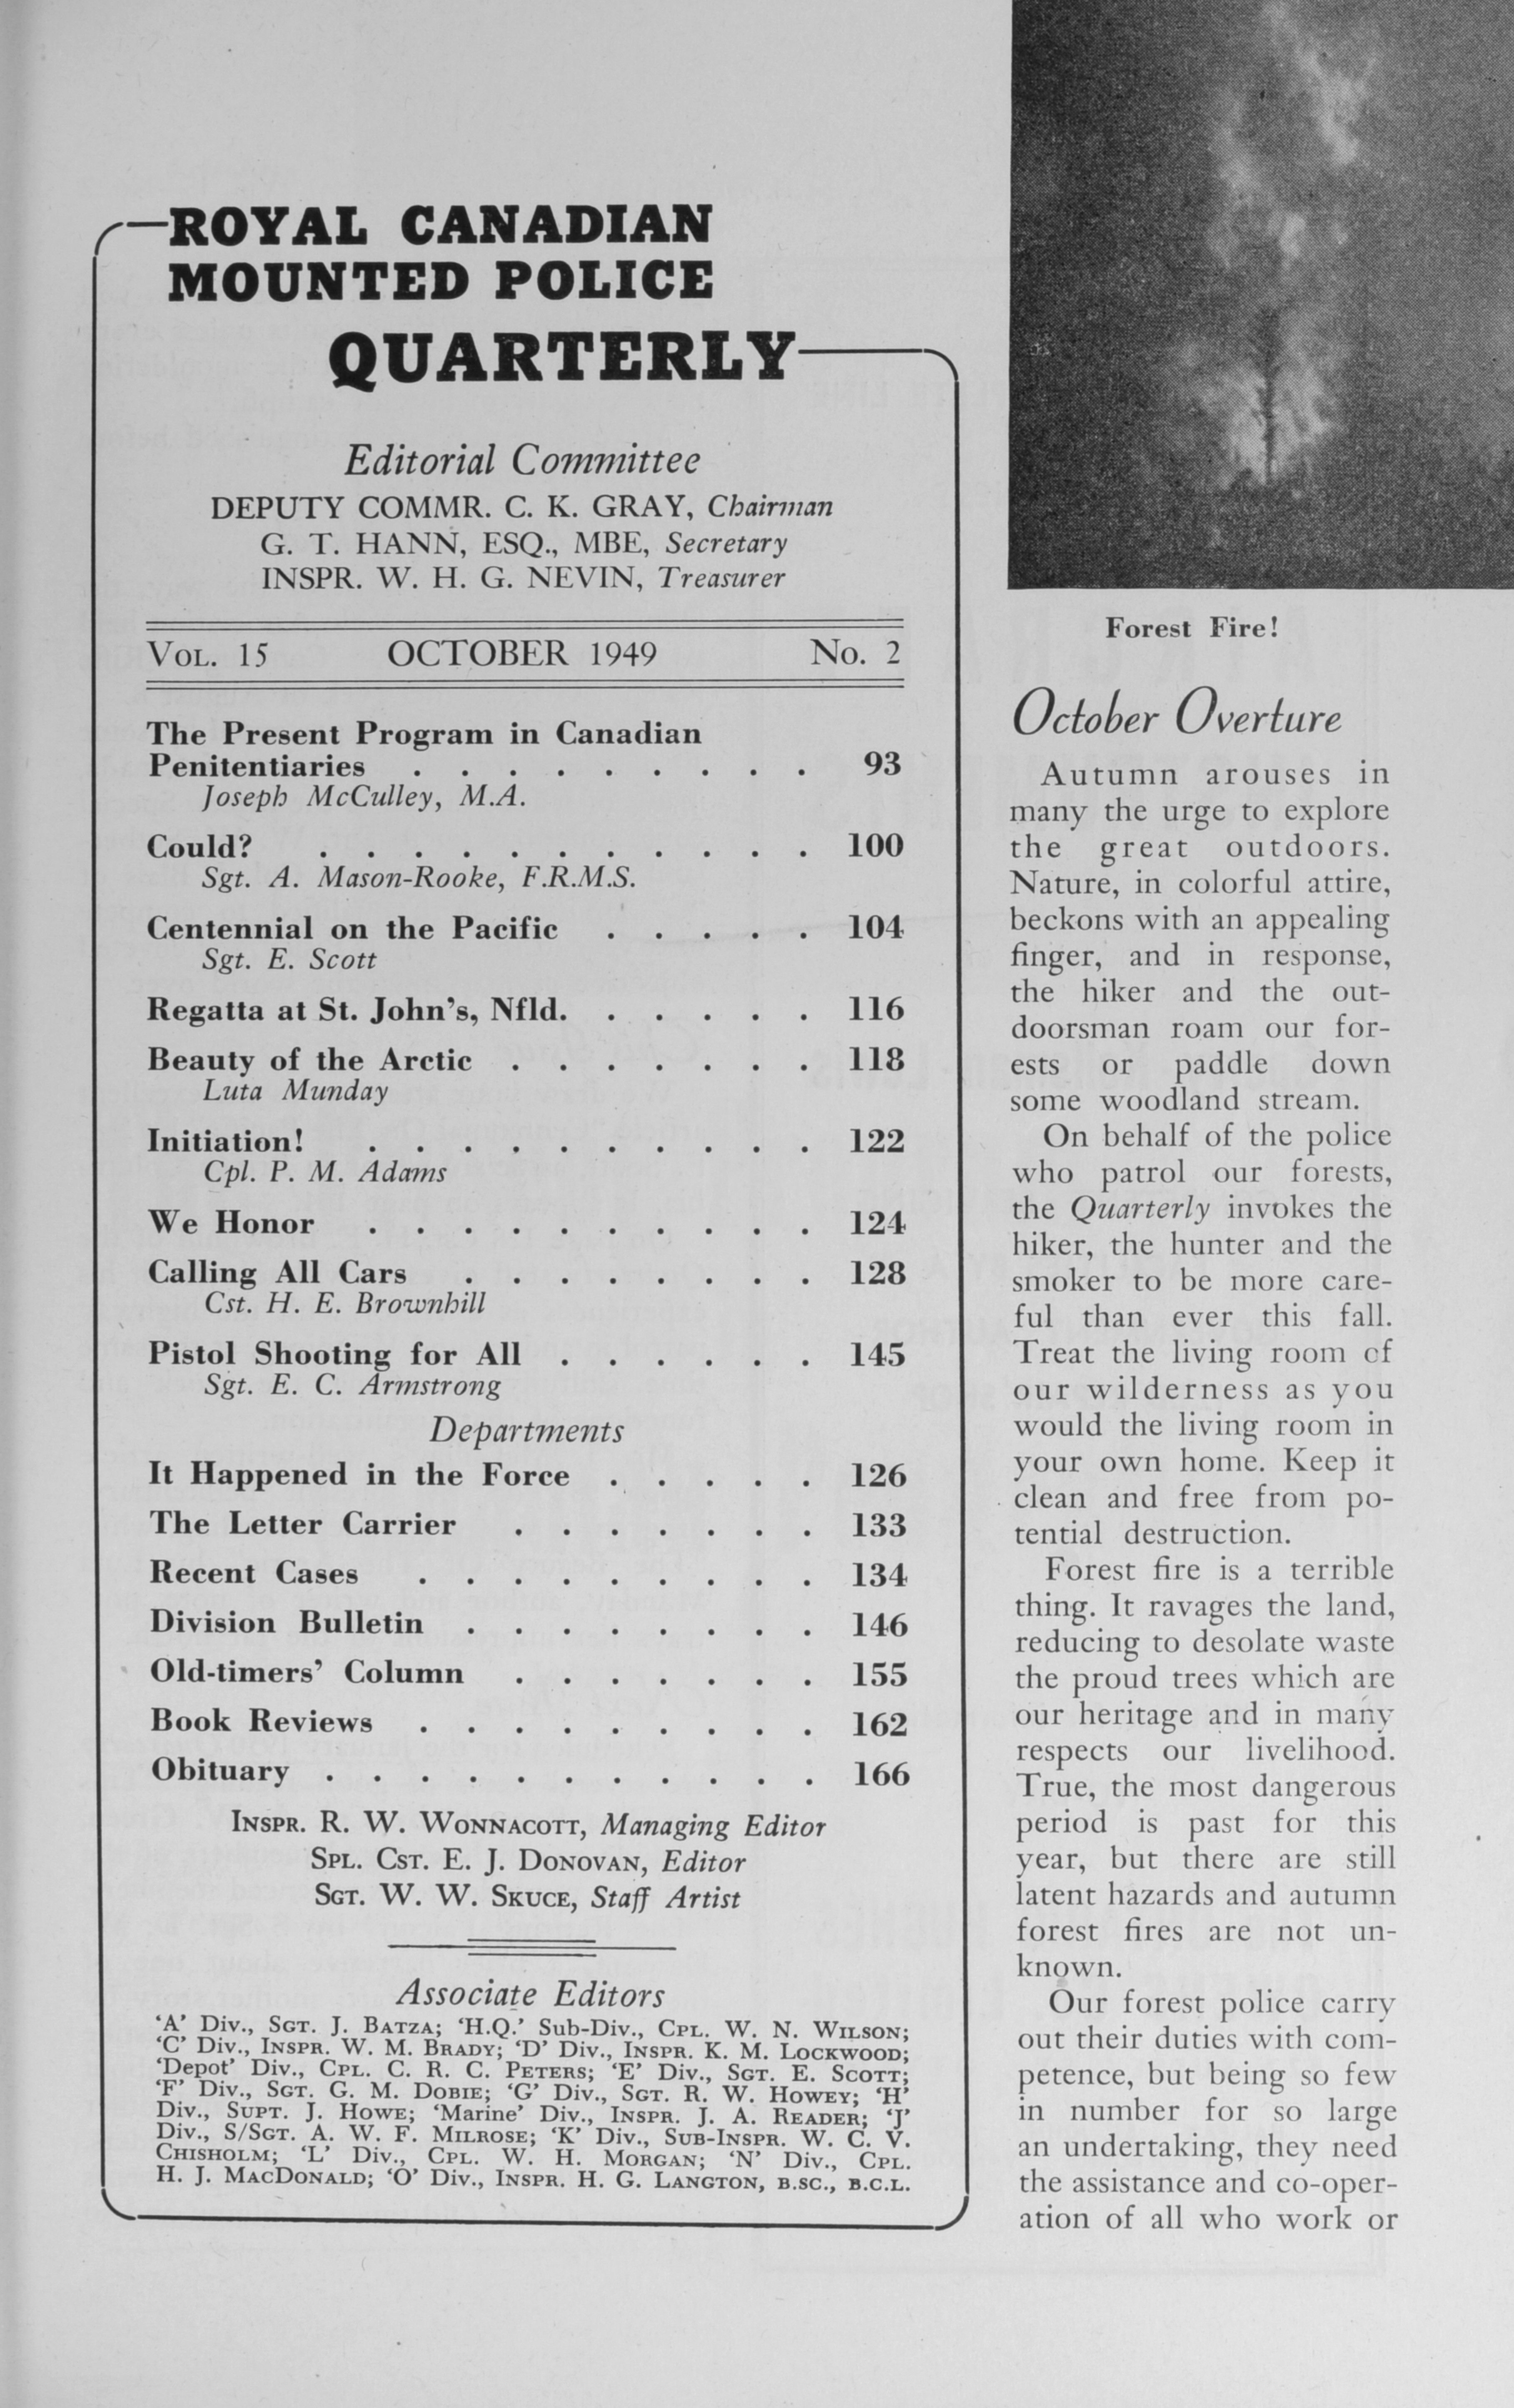 ROYAL CANADIAN
MOUNTED POLICE
QUARTERLY
Editorial Committee
DEPUTY COMMR. C. K. GRAY, Chairman
G. T. HANN, ESQ., MBE, Secretary
INSPR. W. H. G. NEVIN, Treasurer
VOL. 15 OCTOBER 1949 No. 2
The Present Program in Canadian
Penitentiaries . . . . . . . . . 93
Joseph McCulley, M.A.
Could? . . . . . . . . . . . 100
Sgt. A. Mason-Rooke, F.R.M.S.
Centennial on the Pacific . . . . . 104
Sgt. E. Scott
Regatta at St. John's, Nfld. . . . . . 116
Beauty of the Arctic . . . . . . . 118
Luta Munday
Initiation! . . . . . . . . . . 122
Cpl. P. M. Adams
We Honor . . . . . . . . . . 124
Calling All Cars . . . . . . . . 128
Cst. H. E. Brownhill
Pistol Shooting for All . . . . . . 145
Sgt. E. C. Armstrong
Departments
It Happened in the Force . . . . . 126
The Letter Carrier . . . . . . . 133
Recent Cases . . . . . . . . . 134
Division Bulletin . . . . . . . . 146
Old-timers' Column . . . . . . . 155
Book Reviews . . . . . . . . . 162
Obituary . . . . . . . . . . . 166
INSPR. R. W. WONNACOTT, Managing Editor
SPL. CST. E. J. DONOVAN, Editor
SGT. W. W. SKUCE, Staff Artist
Associate Editors
'A' Div., SGT. J. BATZA; 'H.Q.' Sub-Div., CPL. W. N. WILSON;
'C' Div., INSPR. W. M. BRADY; 'D' Div., INSPR. K. M. LOCKWOOD;
'Depot' Div., CPL. C. R. C. PETERS; 'E' Div., SGT. E. SCOTT;
'F' Div., SGT. G. M. DOBIE; 'G' Div., SGT. R. W. HOWEY; 'H'
Div., SUPT. J. HOWE; 'Marine' Div., INSPR. J. A. READER; 'J'
Div., S/SGT. A. W. F. MILROSE; 'K' Div., SUB-INSPR. W. C. V.
CHISHOLM; 'L' Div., CPL. W. H. MORGAN; 'N' Div., CPL.
H. J. MACDONALD; 'O' Div., INSPR. H. G. LANGTON, B.SC., B.C.L.
Forest Fire!
October Overture
Autumn arouses in
many the urge to explore
the great outdoors.
Nature, in colorful attire,
beckons with an appealing
finger, and in response,
the hiker and the out-
doorsman roam our for-
ests or paddle down
some woodland stream.
On behalf of the police
who patrol our forests,
the Quarterly invokes the
hiker, the hunter and the
smoker to be more care-
ful than ever this fall.
Treat the living room of
our wilderness as you
would the living room in
your own home. Keep it
clean and free from po-
tential destruction.
Forest fire is a terrible
thing. It ravages the land,
reducing to desolate waste
the proud trees which are
our heritage and in many
respects our livelihood.
True, the most dangerous
period is past for this
year, but there are still
latent hazards and autumn
forest fires are not un-
known.
Our forest police carry
out their duties with com-
petence, but being so few
in number for so large
an undertaking, they need
the assistance and co-oper-
ation of all who work or